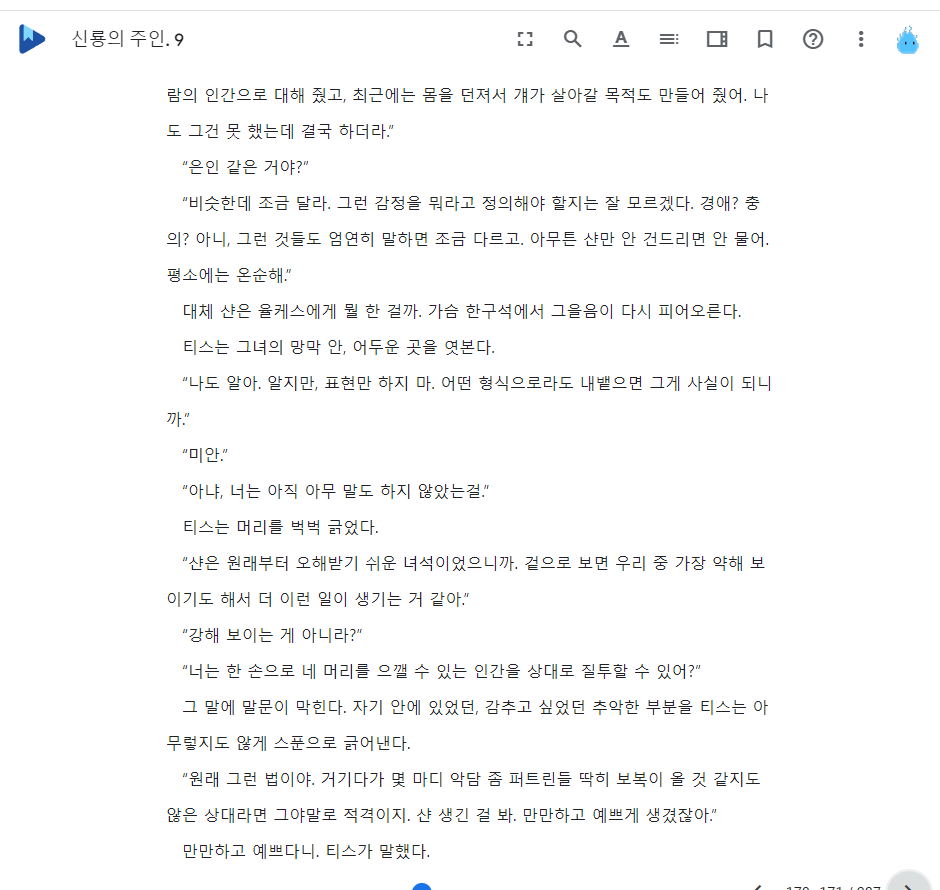 신룡의 주인. 9
람의 인간으로 대해 줬고, 최근에는 몸을 던져서 걔가 살아갈 목적도 만들어 줬어. 나
도 그건 못 했는데 결국 하더라.”
“은인 같은 거야?”
“비슷한데 조금 달라. 그런 감정을 뭐라고 정의해야 할지는 잘 모르겠다. 경애? 충
의? 아니, 그런 것들도 엄연히 말하면 조금 다르고. 아무튼 샨만 안 건드리면 안 물어.
평소에는 온순해.”
대체 샨은 율케스에게 뭘 한 걸까. 가슴 한구석에서 그을음이 다시 피어오른다.
티스는 그녀의 망막 안, 어두운 곳을 엿본다.
“나도 알아. 알지만, 표현만 하지 마. 어떤 형식으로라도 내뱉으면 그게 사실이 되니
까.”
“미안.”
“아냐, 너는 아직 아무 말도 하지 않았는걸.”
티스는 머리를 벅벅 긁었다.
“샨은 원래부터 오해받기 쉬운 녀석이었으니까. 겉으로 보면 우리 중 가장 약해 보
이기도 해서 더 이런 일이 생기는 거 같아.”
“강해 보이는 게 아니라?”
“너는 한 손으로 네 머리를 으깰 수 있는 인간을 상대로 질투할 수 있어?”
그 말에 말문이 막힌다. 자기 안에 있었던, 감추고 싶었던 추악한 부분을 티스는 아
무렇지도 않게 스푼으로 긁어낸다.
“원래 그런 법이야. 거기다가 몇 마디 악담 좀 퍼트린들 딱히 보복이 올 것 같지도
않은 상대라면 그야말로 적격이지. 샨 생긴 걸 봐. 만만하고 예쁘게 생겼잖아.”
만만하고 예쁘다니. 티스가 말했다.